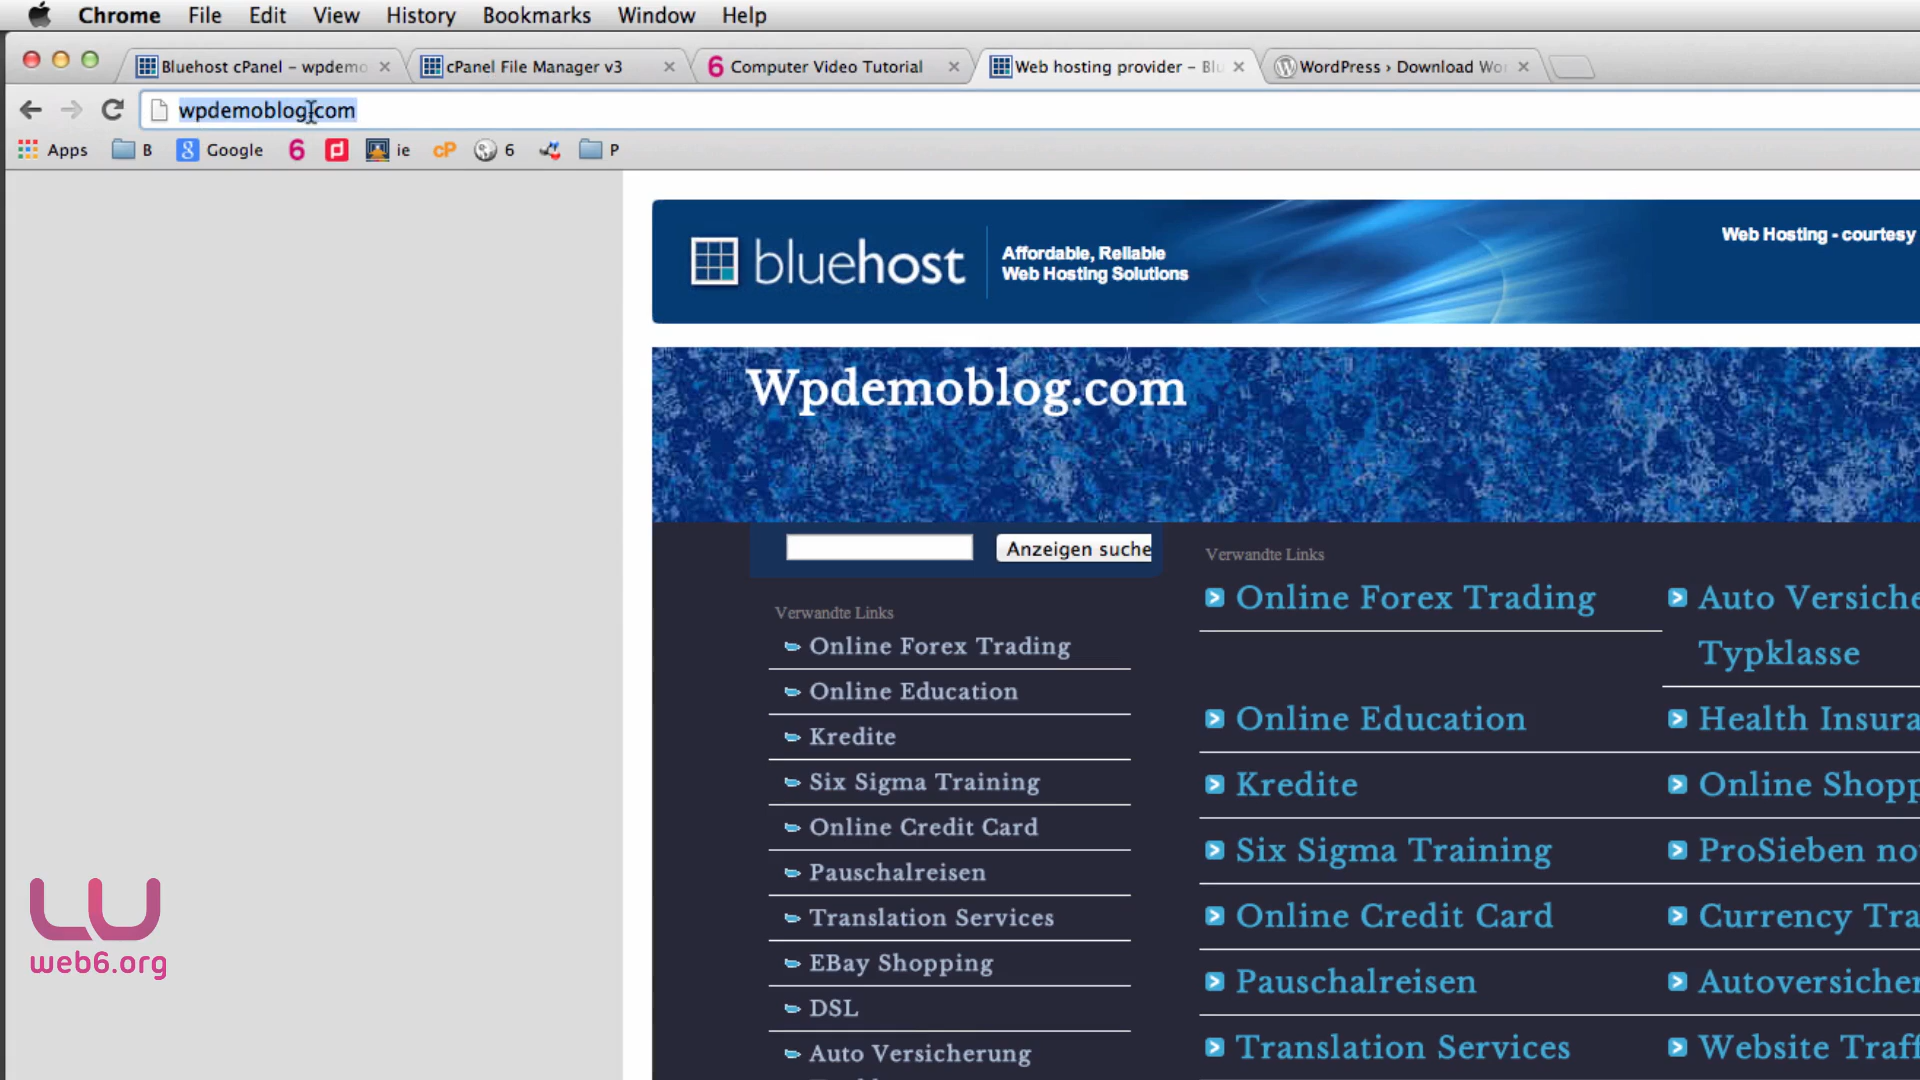 Chrome File Edit View History Bookmarks Window Help
Bluehost cPanel - wpdemo cPanel File Manager v3 6 Computer Video Tutorial Web hosting provider - Blu WordPress › Download Wor
wpdemoblog.com
Apps B 8 Google 6 ie cP 6 P
bluehost
Affordable, Reliable
Web Hosting Solutions
Web Hosting - courtesy
Wpdemoblog.com
Anzeigen suche
Verwandte Links
Online Forex Trading
Online Education
Kredite
Six Sigma Training
Online Credit Card
Pauschalreisen
Translation Services
EBay Shopping
DSL
Auto Versicherung
Verwandte Links
Online Forex Trading
Online Education
Kredite
Six Sigma Training
Online Credit Card
Pauschalreisen
Translation Services
Auto Versiche
Typklasse
Health Insura
Online Shopp
ProSieben no
Currency Tra
Autoversicher
Website Traff
web6.org